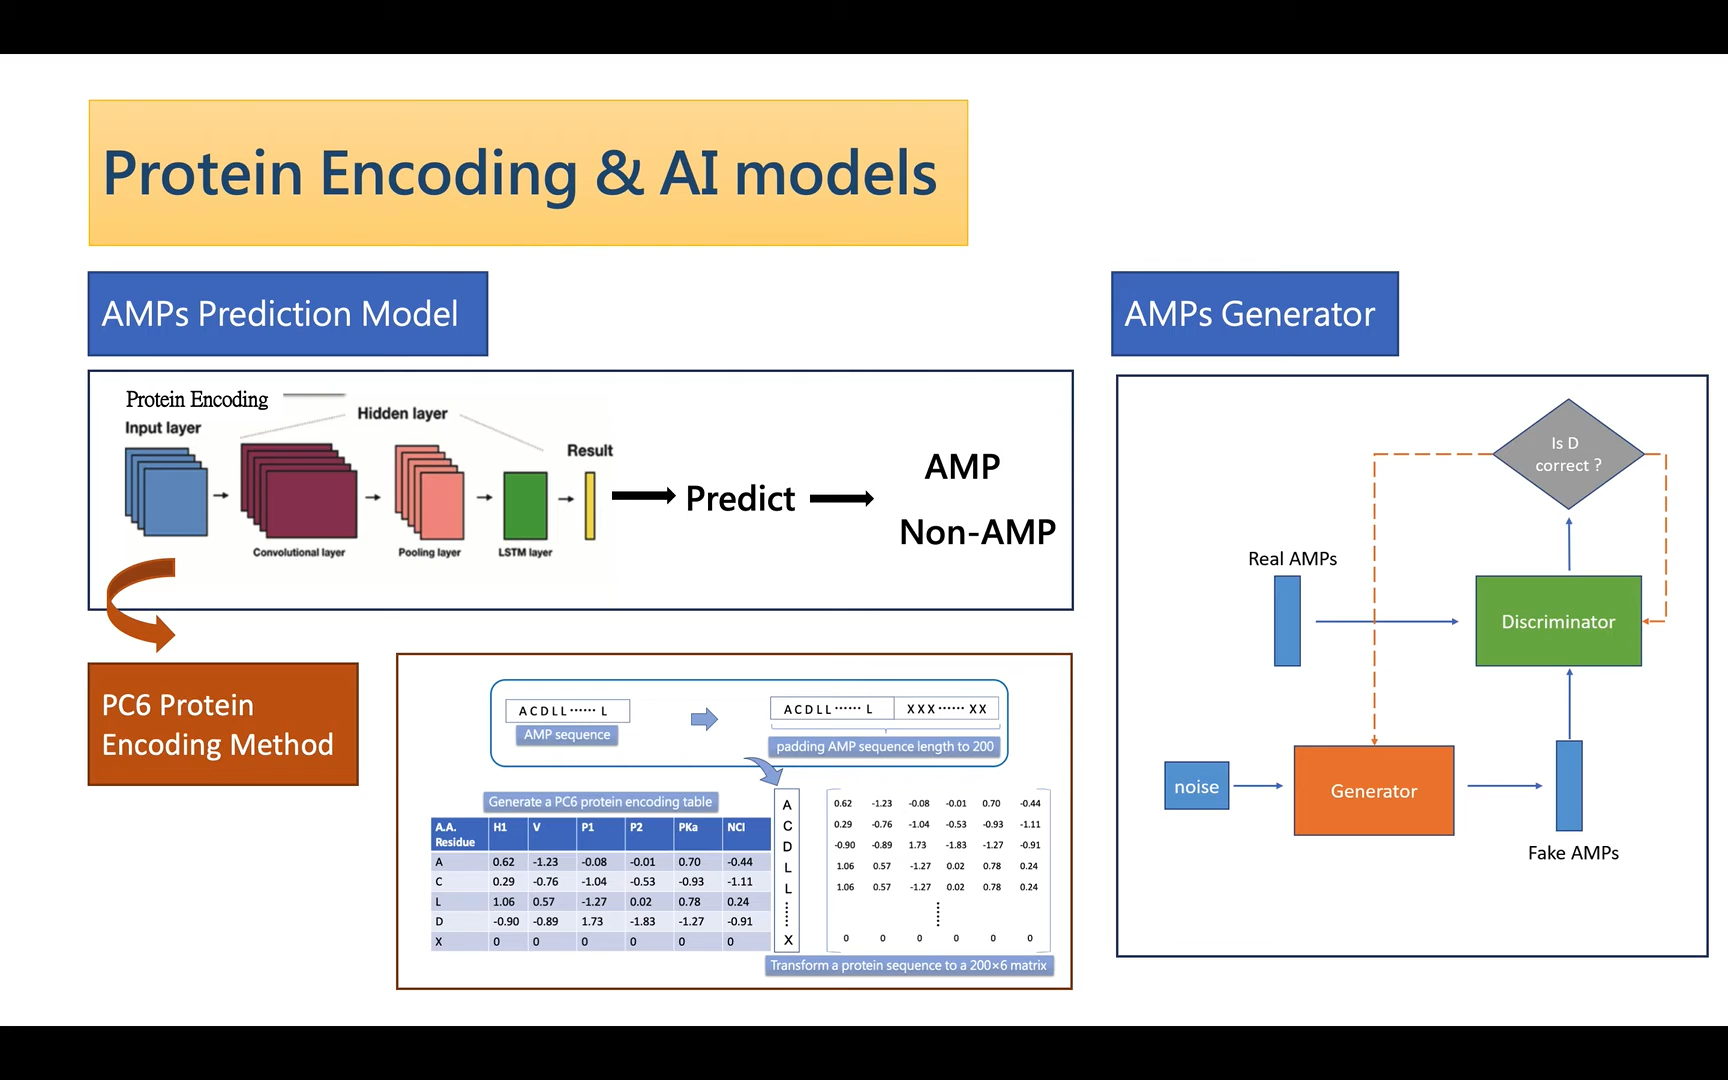 Protein Encoding & AI models
AMPs Prediction Model
Protein Encoding
Input layer
Hidden layer
Result
Convolutional layer
Pooling layer
LSTM layer
Predict
AMP
Non-AMP
PC6 Protein
Encoding Method
A C D L L ······ L
AMP sequence
A C D L L ······ L X X X ······ X X
padding AMP sequence length to 200
Generate a PC6 protein encoding table
A.A. Residue H1 V P1 P2 PKa NCI
A 0.62 -1.23 -0.08 -0.01 0.70 -0.44
C 0.29 -0.76 -1.04 -0.53 -0.93 -1.11
L 1.06 0.57 -1.27 0.02 0.78 0.24
D -0.90 -0.89 1.73 -1.83 -1.27 -0.91
X 0 0 0 0 0 0
A 0.62 -1.23 -0.08 -0.01 0.70 -0.44
C 0.29 -0.76 -1.04 -0.53 -0.93 -1.11
D -0.90 -0.89 1.73 -1.83 -1.27 -0.91
L 1.06 0.57 -1.27 0.02 0.78 0.24
L 1.06 0.57 -1.27 0.02 0.78 0.24
X 0 0 0 0 0 0
Transform a protein sequence to a 200×6 matrix
AMPs Generator
Is D
correct ?
Real AMPs
Discriminator
noise
Generator
Fake AMPs